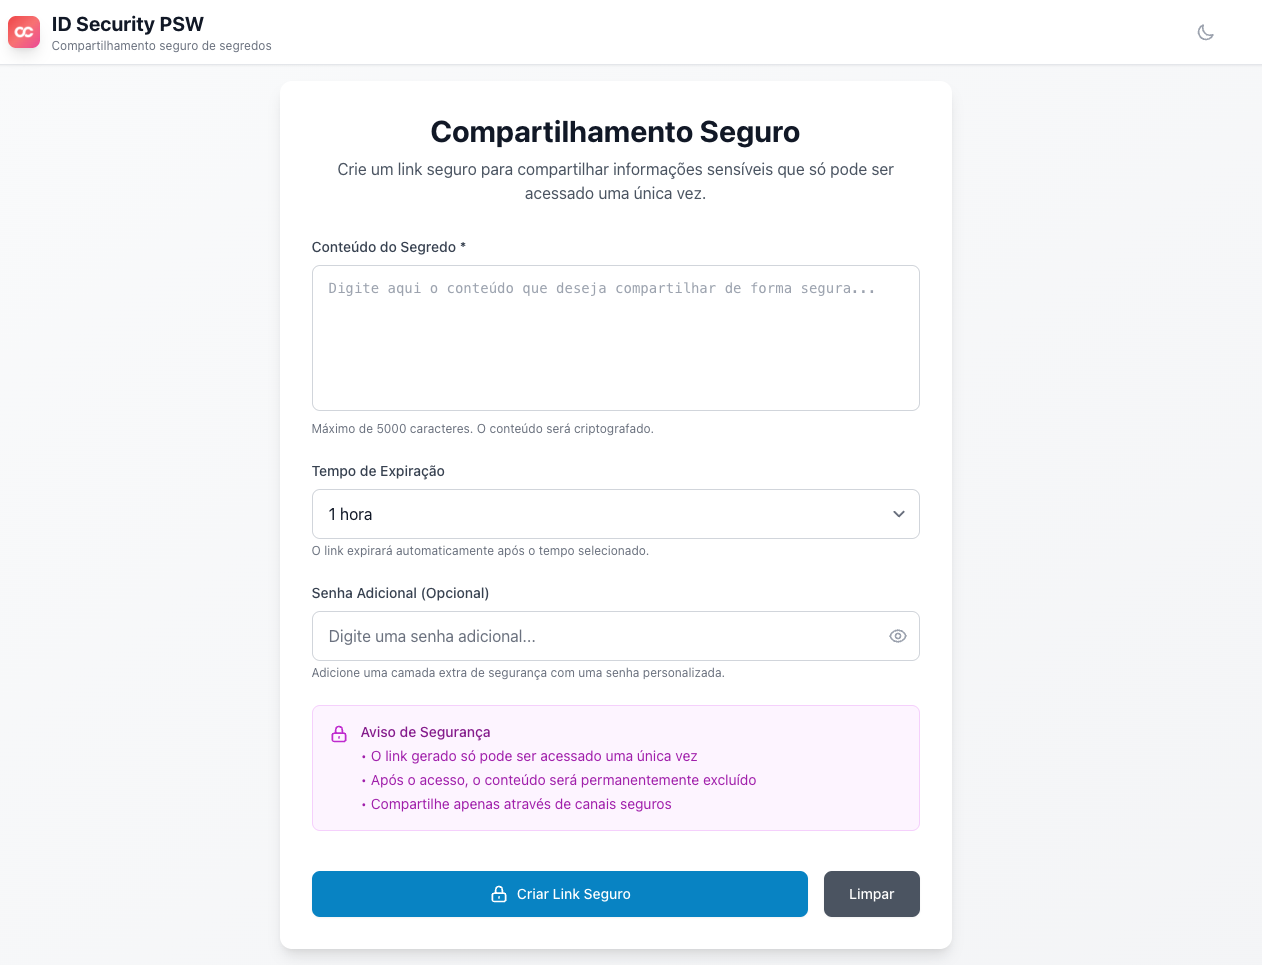 ID Security PSW
Compartilhamento seguro de segredos
Compartilhamento Seguro
Crie um link seguro para compartilhar informações sensíveis que só pode ser
acessado uma única vez.
Conteúdo do Segredo *
Digite aqui o conteúdo que deseja compartilhar de forma segura...
Máximo de 5000 caracteres. O conteúdo será criptografado.
Tempo de Expiração
1 hora
O link expirará automaticamente após o tempo selecionado.
Senha Adicional (Opcional)
Digite uma senha adicional...
Adicione uma camada extra de segurança com uma senha personalizada.
Aviso de Segurança
• O link gerado só pode ser acessado uma única vez
• Após o acesso, o conteúdo será permanentemente excluído
• Compartilhe apenas através de canais seguros
Criar Link Seguro
Limpar